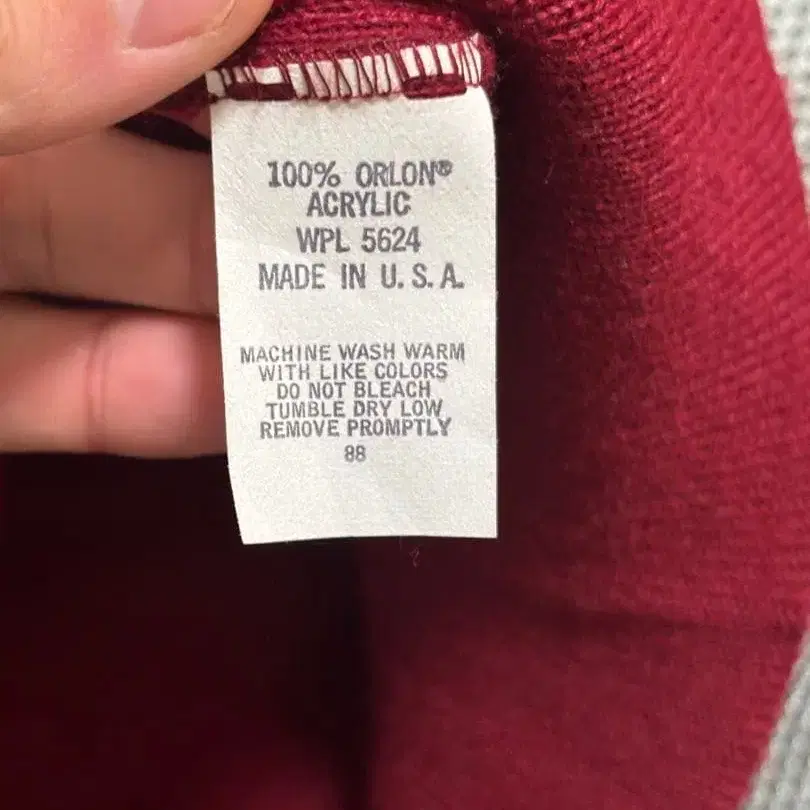 100% ORLON®
ACRYLIC
WPL 5624
MADE IN U. S. A.
MACHINE WASH WARM
WITH LIKE COLORS
DO NOT BLEACH
TUMBLE DRY LOW
REMOVE PROMPTLY
88